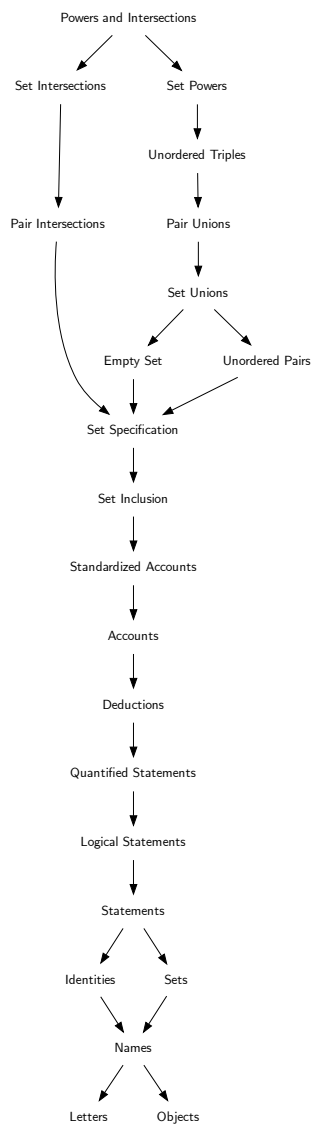 Powers and Intersections
Set Intersections
Set Powers
Unordered Triples
Pair Intersections
Pair Unions
Set Unions
Empty Set
Unordered Pairs
Set Specification
Set Inclusion
Standardized Accounts
Accounts
Deductions
Quantified Statements
Logical Statements
Statements
Identities
Sets
Names
Letters
Objects